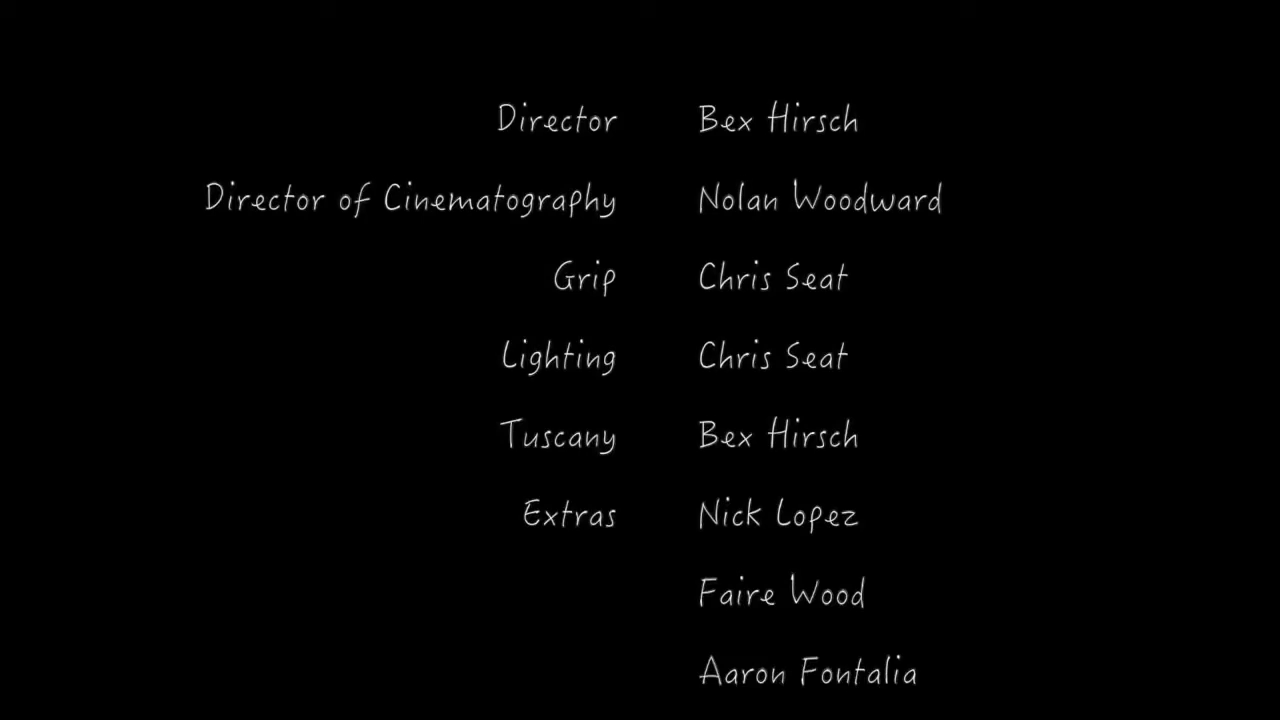 Director Bex Hirsch
Director of Cinematography Nolan Woodward
Grip Chris Seat
Lighting Chris Seat
Tuscany Bex Hirsch
Extras Nick Lopez
Faire Wood
Aaron Fontalia